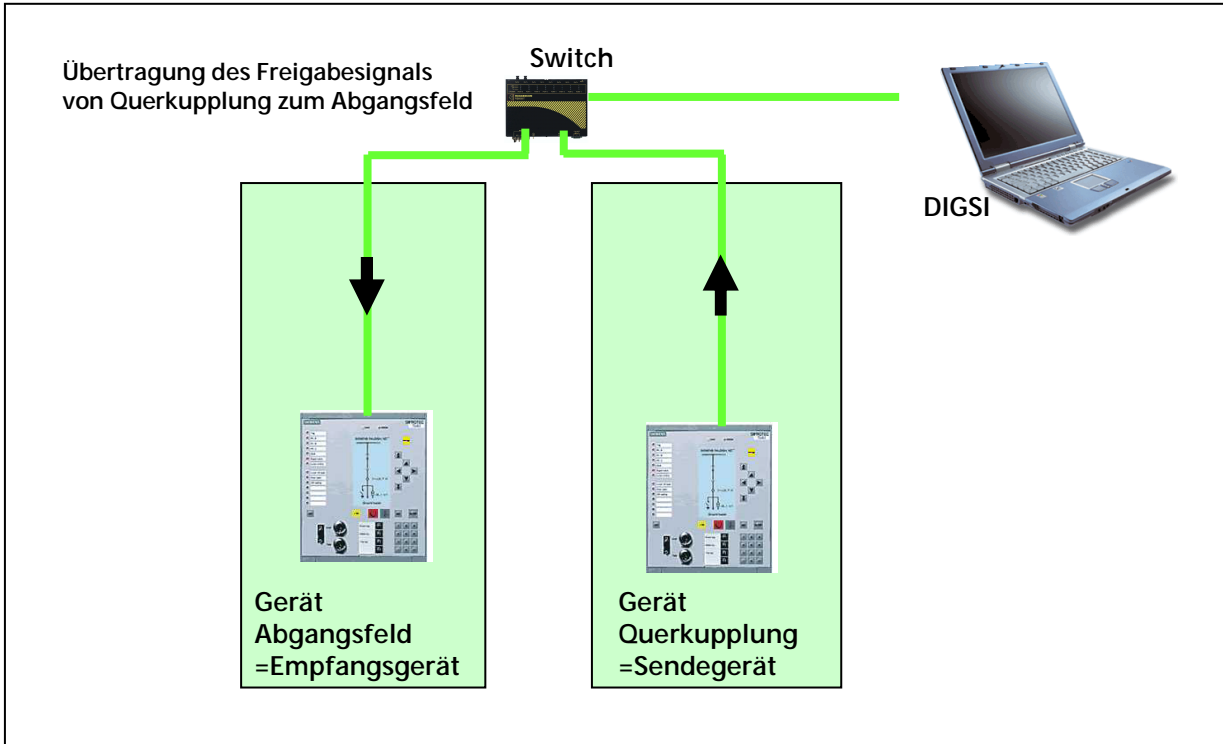 Übertragung des Freigabesignals
von Querkupplung zum Abgangsfeld
Switch
DIGSI
Gerät
Abgangsfeld
=Empfangsgerät
Gerät
Querkupplung
=Sendegerät